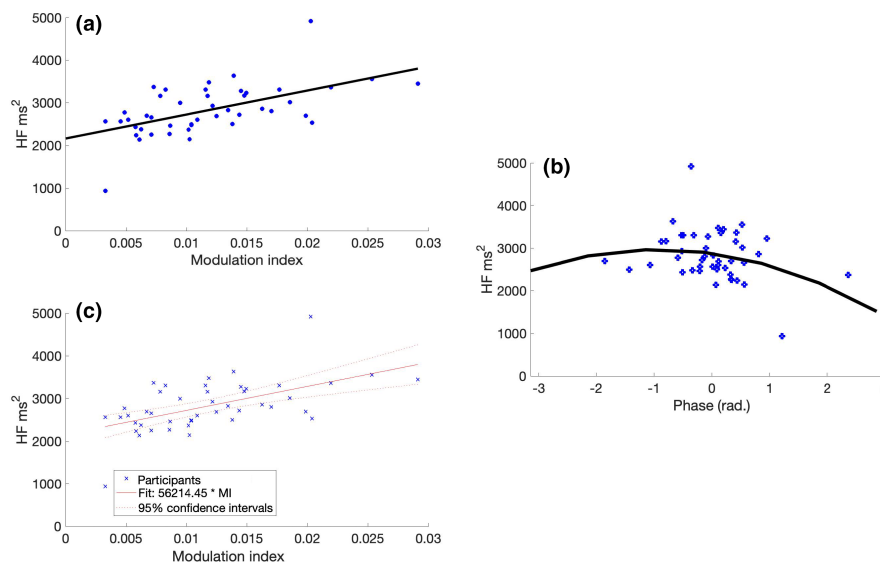 (a)
5000
4000
3000
2000
1000
0
HF ms²
0 0.005 0.01 0.015 0.02 0.025 0.03
Modulation index
(b)
5000
4000
3000
2000
1000
0
HF ms²
-3 -2 -1 0 1 2
Phase (rad.)
(c)
5000
4000
3000
2000
1000
0
HF ms²
Participants
Fit: 56214.45 * MI
95% confidence intervals
0 0.005 0.01 0.015 0.02 0.025 0.03
Modulation index